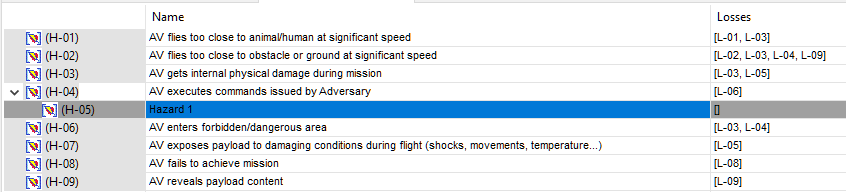 Name Losses
(H-01) AV flies too close to animal/human at significant speed [L-01, L-03]
(H-02) AV flies too close to obstacle or ground at significant speed [L-02, L-03, L-04, L-09]
(H-03) AV gets internal physical damage during mission [L-03, L-05]
(H-04) AV executes commands issued by Adversary [L-06]
(H-05) Hazard 1 []
(H-06) AV enters forbidden/dangerous area [L-03, L-04]
(H-07) AV exposes payload to damaging conditions during flight (shocks, movements, temperature...) [L-05]
(H-08) AV fails to achieve mission [L-08]
(H-09) AV reveals payload content [L-09]